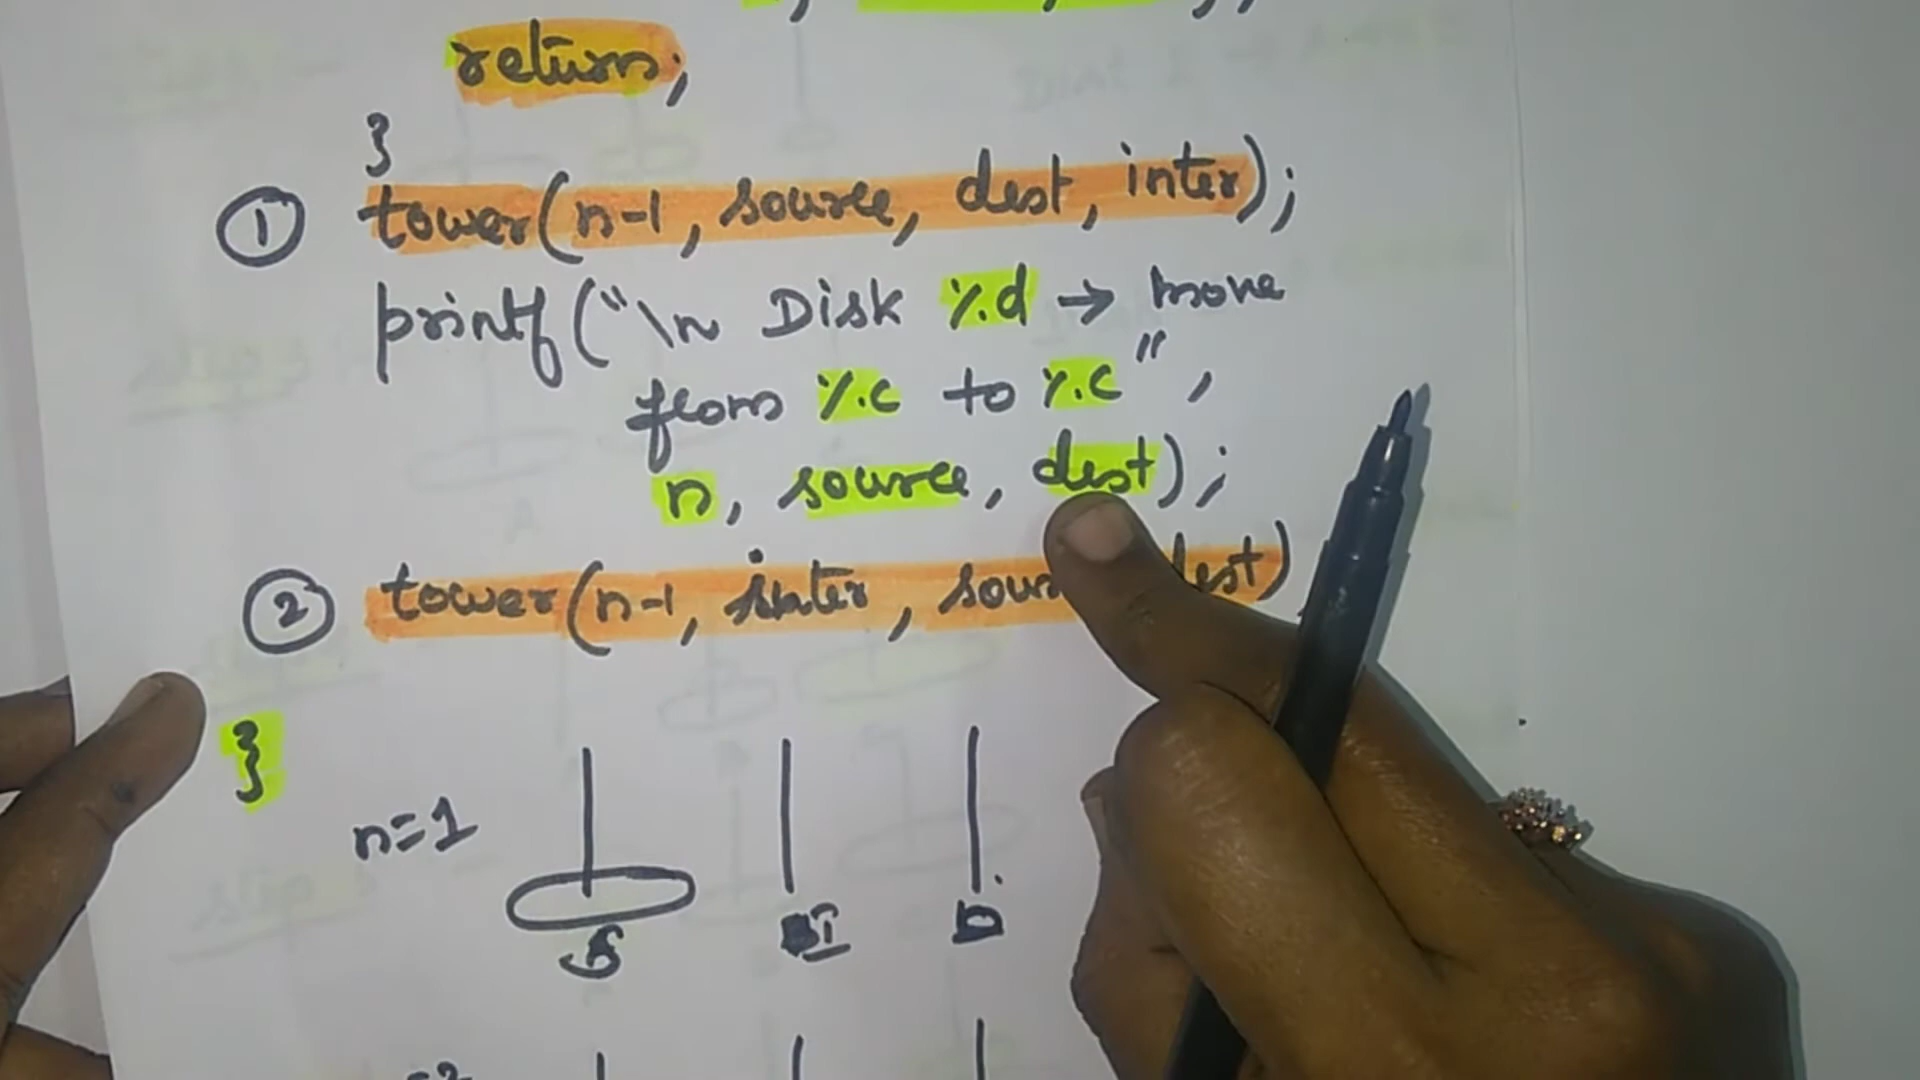 return;
}
① tower(n-1, source, dest, inter);
printf("\n Disk %d → move
from %c to %c",
n, source, dest);
② tower(n-1, inter, sour dest)
}
n=1
S I D